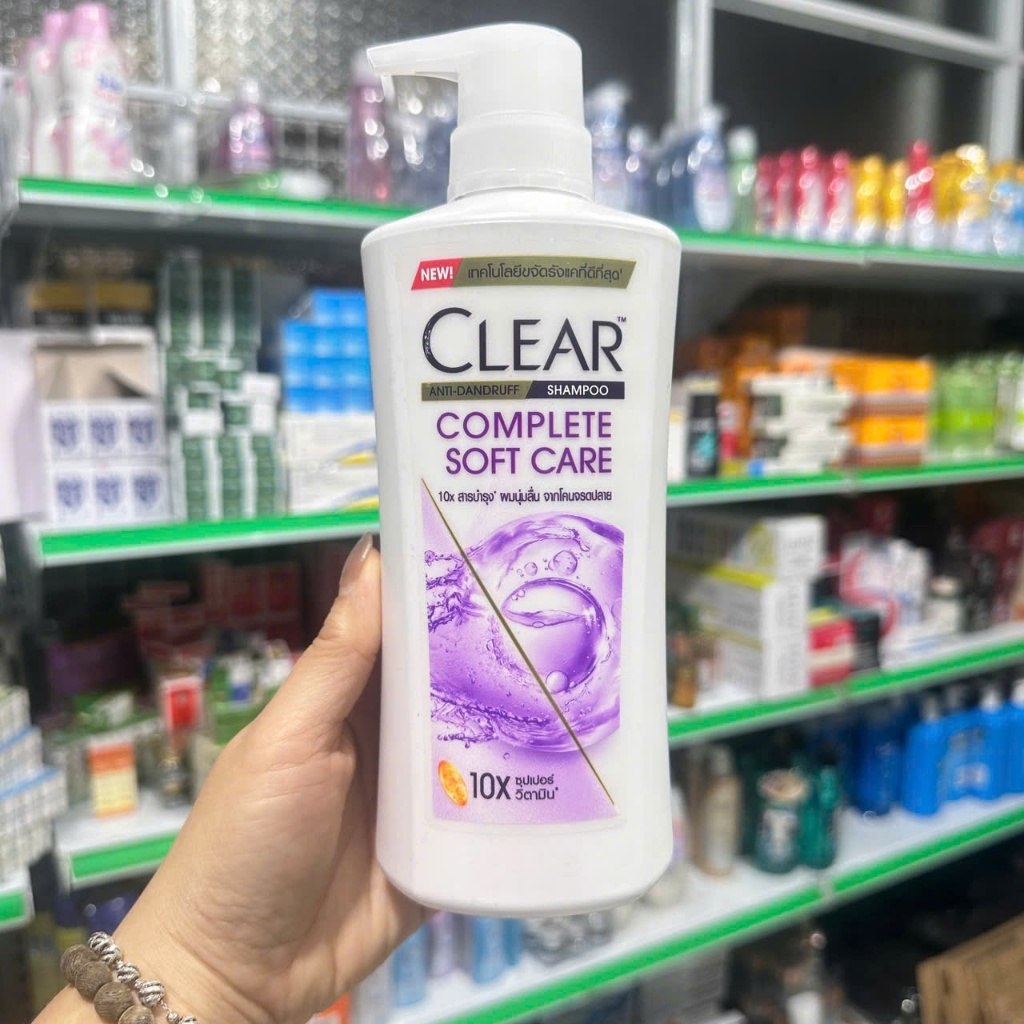 NEW! เทคโนโลยีขจัดรังแคที่ดีที่สุด¹
CLEAR™
ANTI-DANDRUFF SHAMPOO
COMPLETE
SOFT CARE
10x สารบำรุง* ผมนุ่มลื่น จากโคนจรดปลาย
10X ซุปเปอร์
วิตามิน*